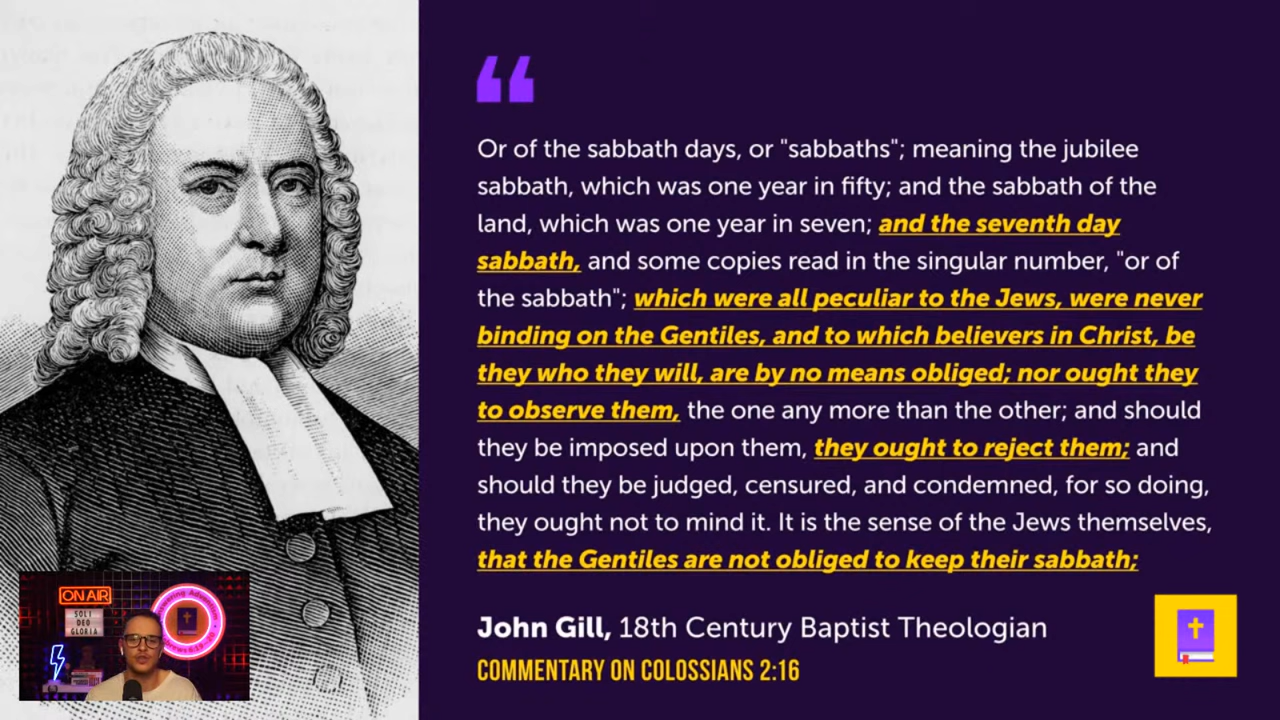 “
Or of the sabbath days, or "sabbaths"; meaning the jubilee
sabbath, which was one year in fifty; and the sabbath of the
land, which was one year in seven; and the seventh day
sabbath, and some copies read in the singular number, "or of
the sabbath"; which were all peculiar to the Jews, were never
binding on the Gentiles, and to which believers in Christ, be
they who they will, are by no means obliged; nor ought they
to observe them, the one any more than the other; and should
they be imposed upon them, they ought to reject them; and
should they be judged, censured, and condemned, for so doing,
they ought not to mind it. It is the sense of the Jews themselves,
that the Gentiles are not obliged to keep their sabbath;
John Gill, 18th Century Baptist Theologian
COMMENTARY ON COLOSSIANS 2:16
ON AIR
SOLI
DEO
GLORIA